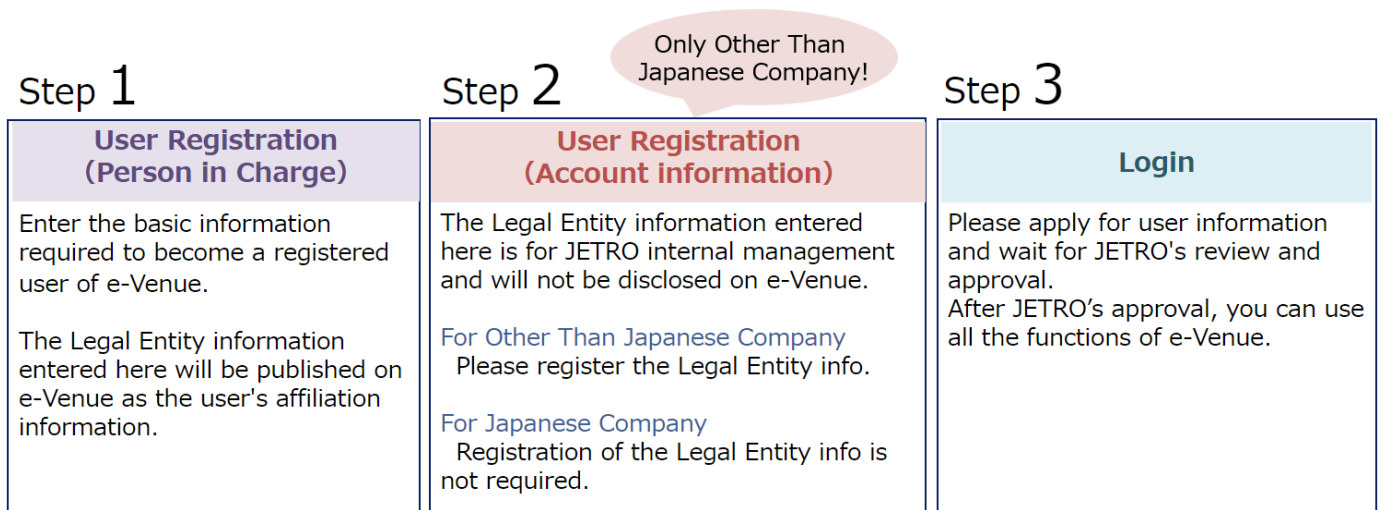 Only Other Than
Japanese Company!
Step 1
User Registration
(Person in Charge)
Enter the basic information
required to become a registered
user of e-Venue.
The Legal Entity information
entered here will be published on
e-Venue as the user's affiliation
information.
Step 2
User Registration
(Account information)
The Legal Entity information entered
here is for JETRO internal management
and will not be disclosed on e-Venue.
For Other Than Japanese Company
Please register the Legal Entity info.
For Japanese Company
Registration of the Legal Entity info is
not required.
Step 3
Login
Please apply for user information
and wait for JETRO's review and
approval.
After JETRO’s approval, you can use
all the functions of e-Venue.